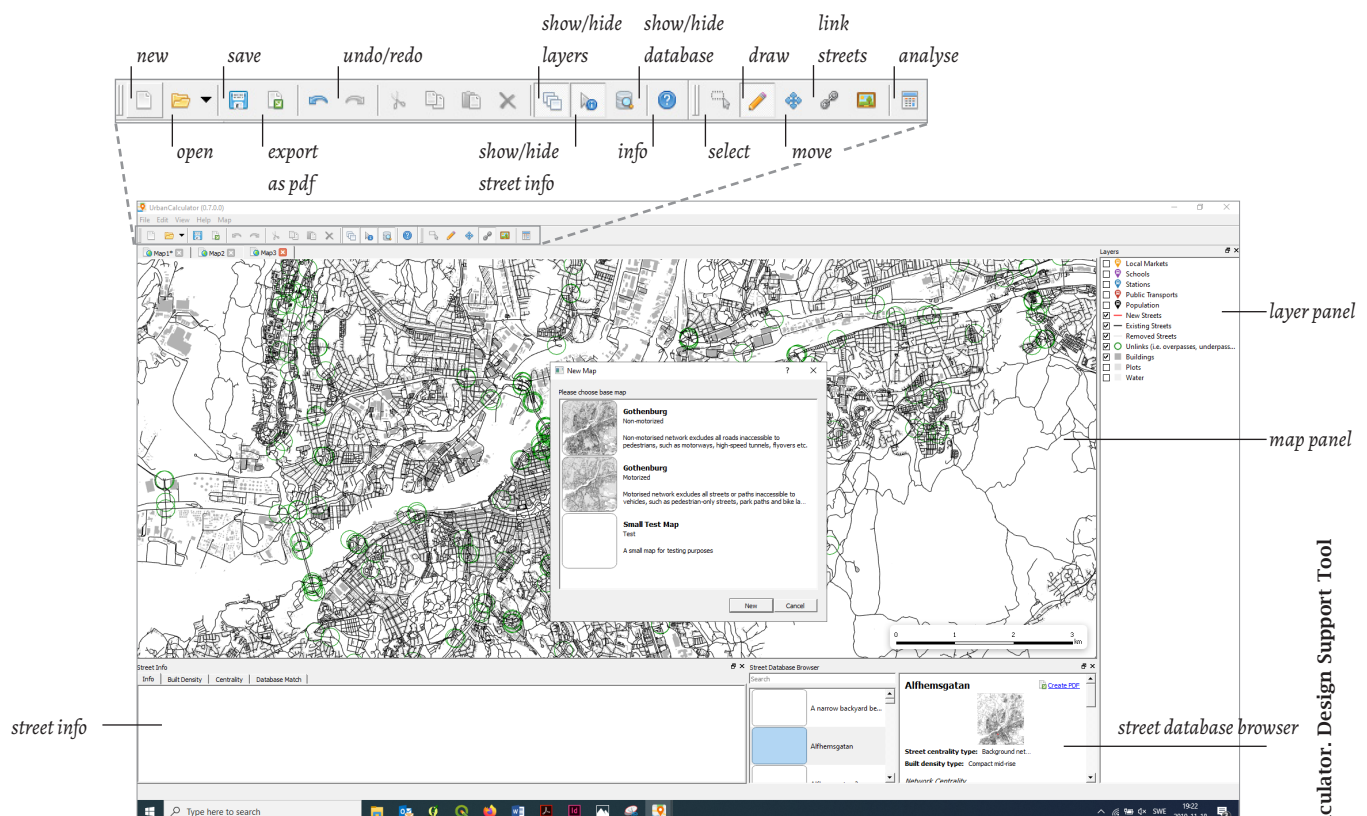 show/hide show/hide link
new save undo/redo layers database draw streets analyse
open export show/hide info select move
as pdf street info
UrbanCalculator (0.7.0.0)
File Edit View Help Map
Map1* Map2 Map3
Layers
Local Markets
Schools
Stations
Public Transports
Population
New Streets
Existing Streets
Removed Streets
Unlinks (i.e. overpasses, underpass...
Buildings
Plots
Water
layer panel
map panel
New Map ?
Please choose base map
Gothenburg
Non-motorized
Non-motorised network excludes all roads inaccessible to
pedestrians, such as motorways, high-speed tunnels, flyovers etc.
Gothenburg
Motorized
Motorised network excludes all streets or paths inaccessible to
vehicles, such as pedestrian-only streets, park paths and bike la...
Small Test Map
Test
A small map for testing purposes
New Cancel
0 1 2 3
km
Street Info
Info Built Density Centrality Database Match
street info
Street Database Browser
Search
A narrow backyard be...
Alfhemsgatan
Alfhemsgatan
Create PDF
Street centrality type: Background net...
Built density type: Compact mid-rise
Network Centrality
street database browser
culator. Design Support Tool
Type here to search
SWE
19:22